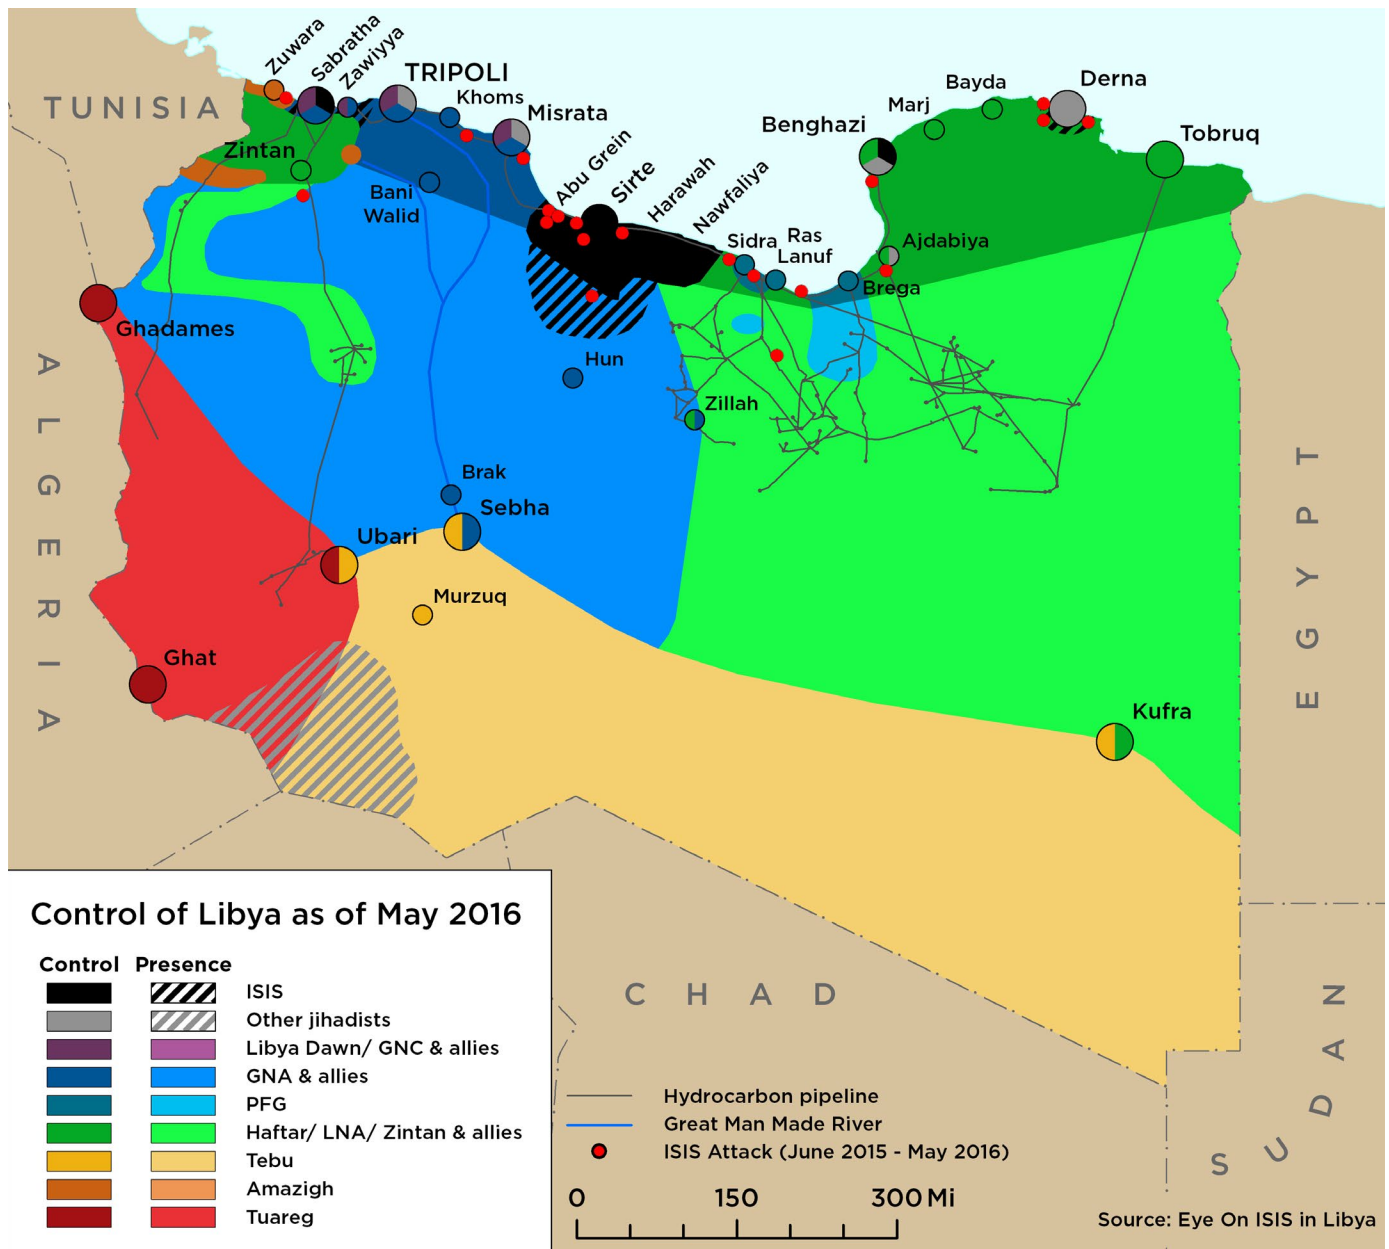 Zuwara
Sabratha
Zawiyya
TRIPOLI
Khoms
Misrata
TUNISIA
Zintan
Bani
Walid
Abu Grein
Sirte
Harawah
Nawfaliya
Sidra
Ras
Lanuf
Brega
Ajdabiya
Benghazi
Marj
Bayda
Derna
Tobruq
Ghadames
Hun
Zillah
Brak
Sebha
Ubari
Murzuq
Ghat
Kufra
ALGERIA
EGYPT
CHAD
SUDAN
Control of Libya as of May 2016
Control Presence
ISIS
Other jihadists
Libya Dawn/ GNC & allies
GNA & allies
PFG
Haftar/ LNA/ Zintan & allies
Tebu
Amazigh
Tuareg
Hydrocarbon pipeline
Great Man Made River
ISIS Attack (June 2015 - May 2016)
0 150 300 Mi
Source: Eye On ISIS in Libya